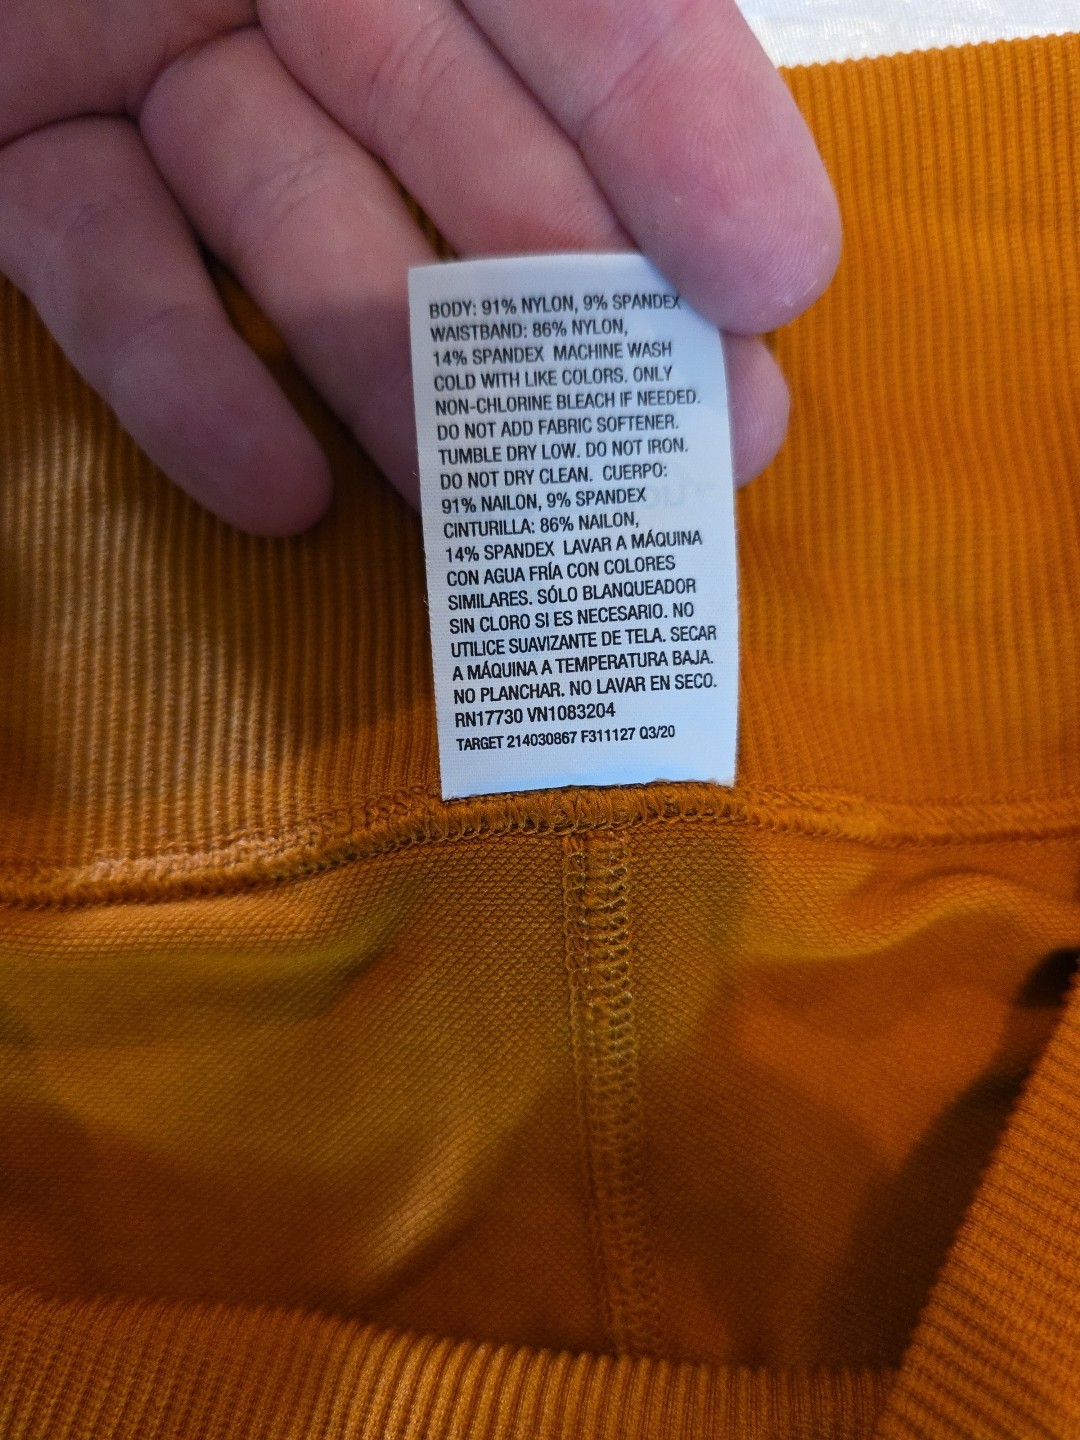 BODY: 91% NYLON, 9% SPANDEX
WAISTBAND: 86% NYLON,
14% SPANDEX MACHINE WASH
COLD WITH LIKE COLORS. ONLY
NON-CHLORINE BLEACH IF NEEDED.
DO NOT ADD FABRIC SOFTENER.
TUMBLE DRY LOW. DO NOT IRON.
DO NOT DRY CLEAN. CUERPO:
91% NAILON, 9% SPANDEX
CINTURILLA: 86% NAILON,
14% SPANDEX LAVAR A MÁQUINA
CON AGUA FRÍA CON COLORES
SIMILARES. SÓLO BLANQUEADOR
SIN CLORO SI ES NECESARIO. NO
UTILICE SUAVIZANTE DE TELA. SECAR
A MÁQUINA A TEMPERATURA BAJA.
NO PLANCHAR. NO LAVAR EN SECO.
RN17730 VN1083204
TARGET 214030867 F311127 Q3/20